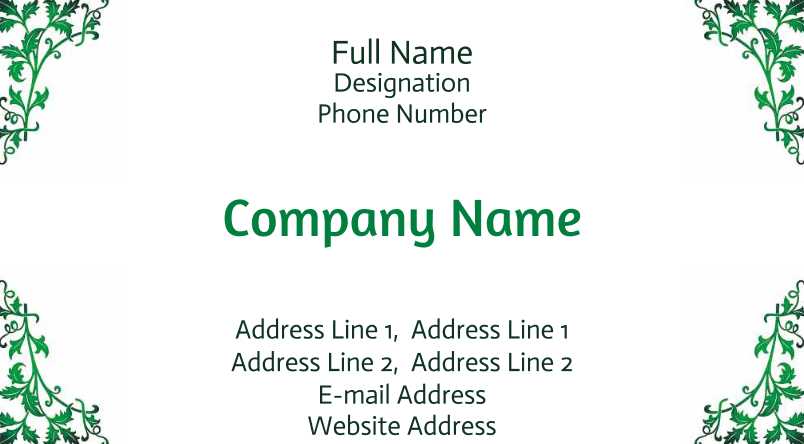 Full Name
Designation
Phone Number
Company Name
Address Line 1,  Address Line 1
Address Line 2,  Address Line 2
E-mail Address
Website Address